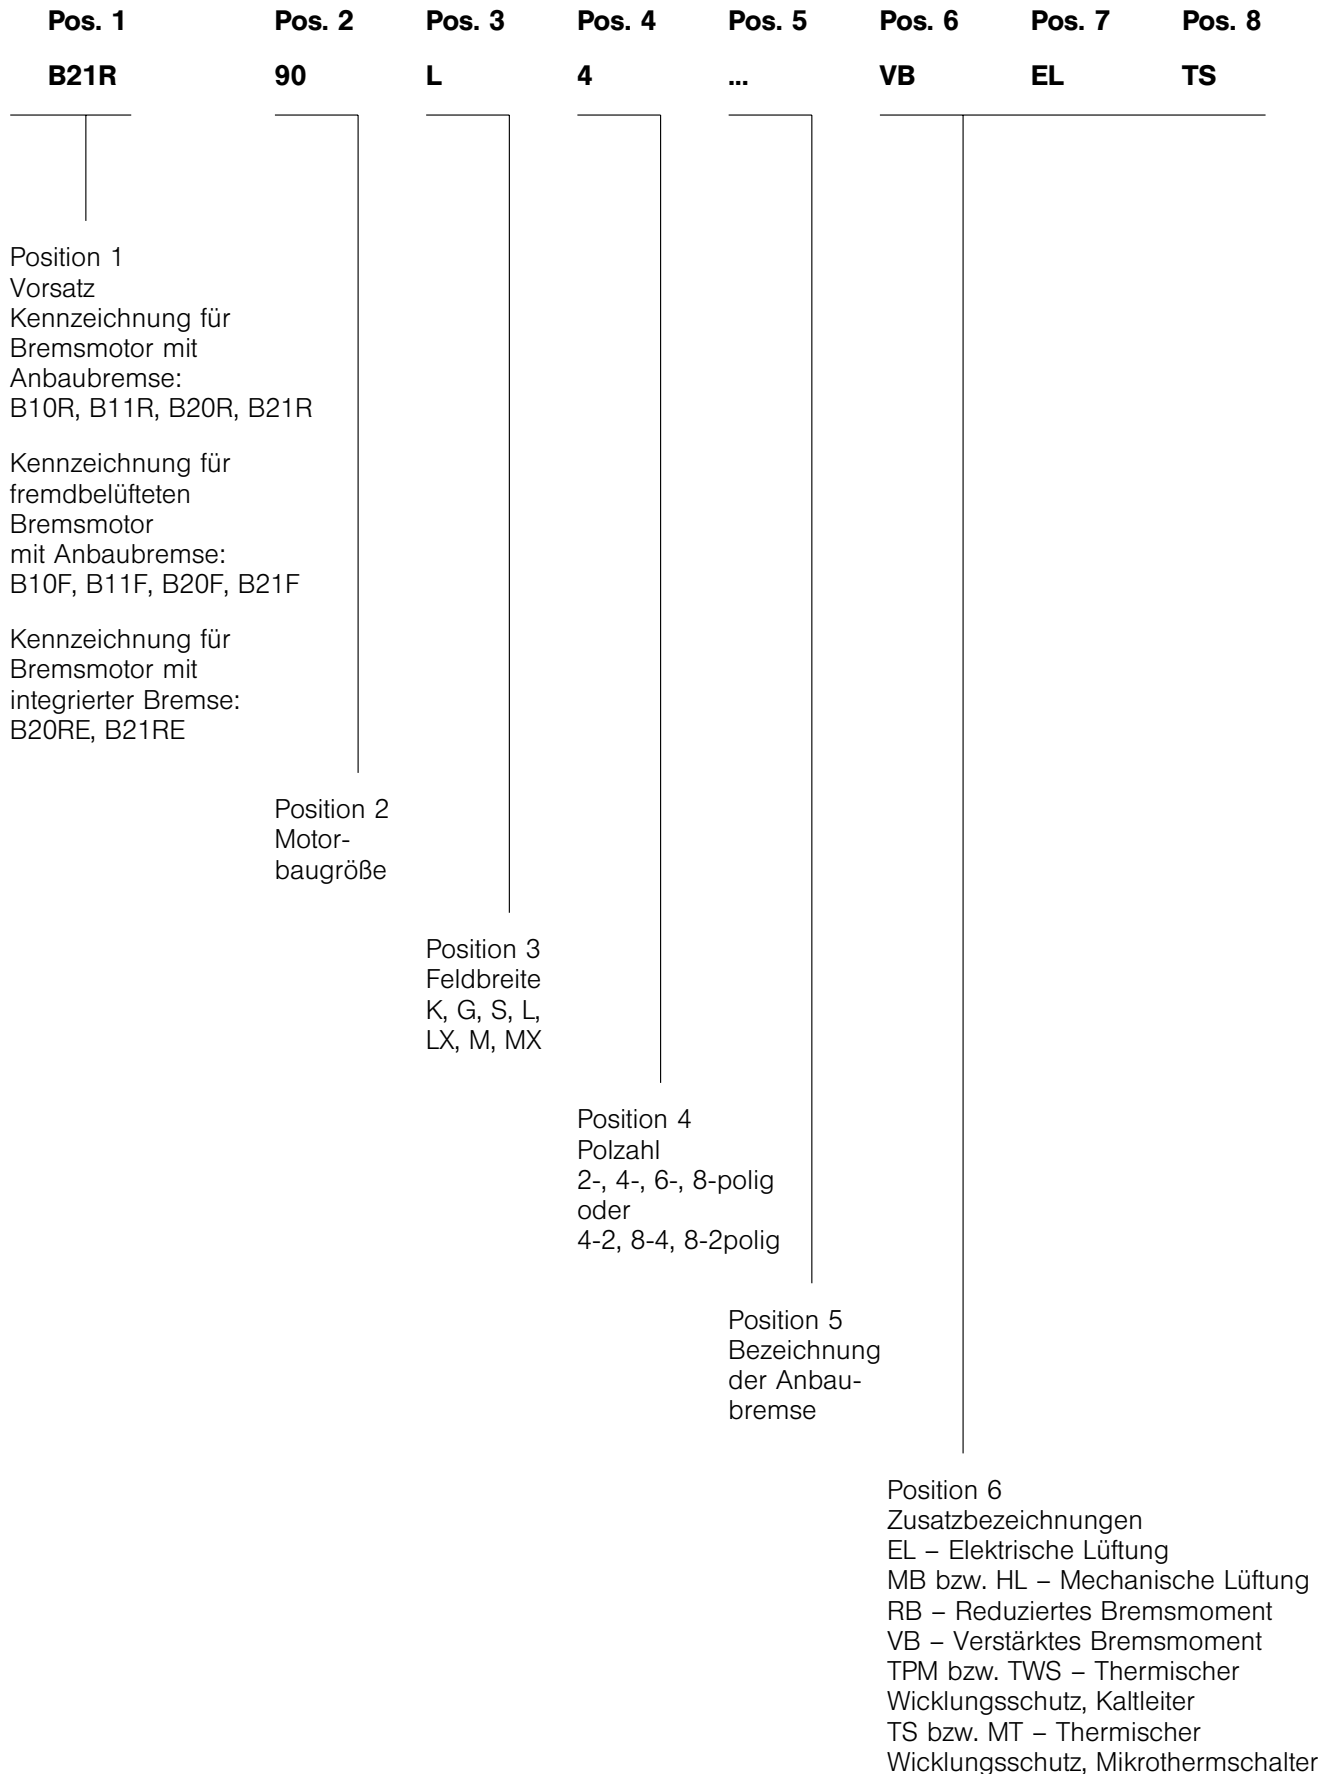 Pos. 1 Pos. 2 Pos. 3 Pos. 4 Pos. 5 Pos. 6 Pos. 7 Pos. 8
B21R 90 L 4 ... VB EL TS
Position 1
Vorsatz
Kennzeichnung für
Bremsmotor mit
Anbaubremse:
B10R, B11R, B20R, B21R
Kennzeichnung für
fremdbelüfteten
Bremsmotor
mit Anbaubremse:
B10F, B11F, B20F, B21F
Kennzeichnung für
Bremsmotor mit
integrierter Bremse:
B20RE, B21RE
Position 2
Motor-
baugröße
Position 3
Feldbreite
K, G, S, L,
LX, M, MX
Position 4
Polzahl
2-, 4-, 6-, 8-polig
oder
4-2, 8-4, 8-2polig
Position 5
Bezeichnung
der Anbau-
bremse
Position 6
Zusatzbezeichnungen
EL – Elektrische Lüftung
MB bzw. HL – Mechanische Lüftung
RB – Reduziertes Bremsmoment
VB – Verstärktes Bremsmoment
TPM bzw. TWS – Thermischer
Wicklungsschutz, Kaltleiter
TS bzw. MT – Thermischer
Wicklungsschutz, Mikrothermschalter